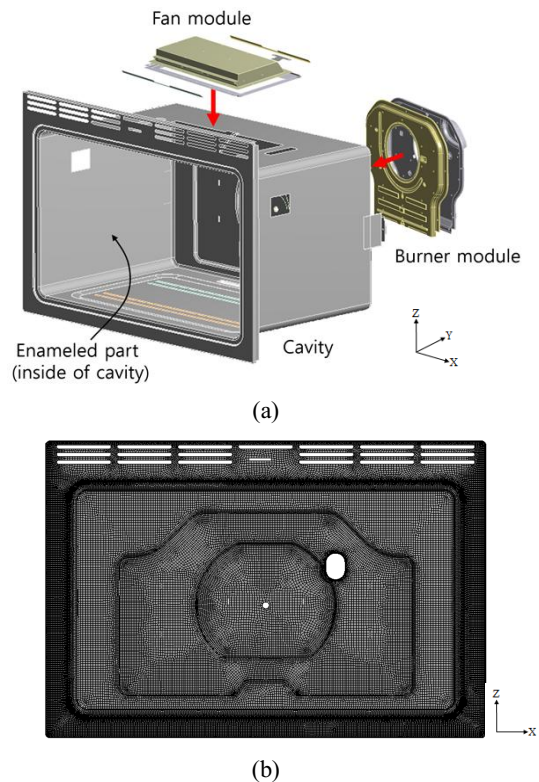 Fan module
Burner module
Enameled part
(inside of cavity)
Cavity
Z
Y
X
(a)
Z
X
(b)